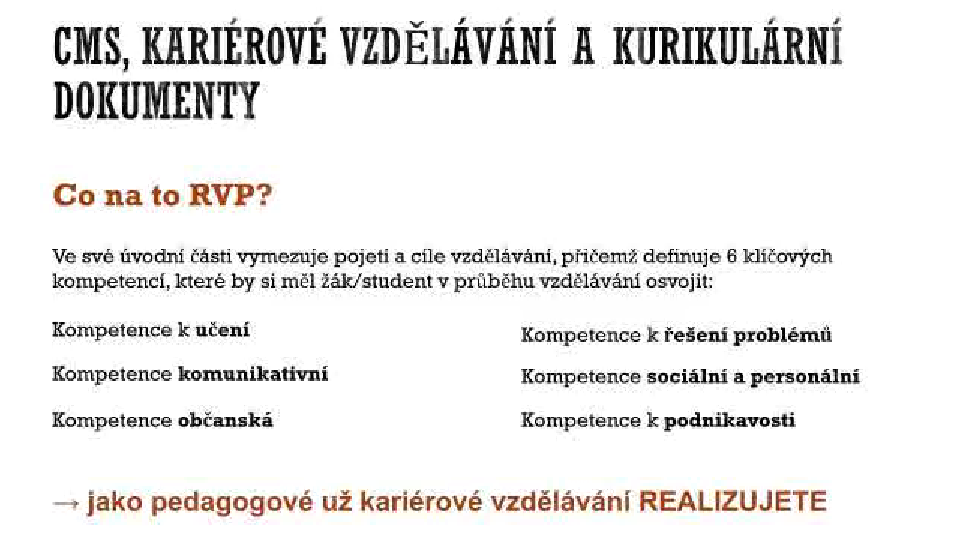 CMS, KARIÉROVÉ VZDĚLÁVÁNÍ A KURIKULÁRNÍ
DOKUMENTY
Co na to RVP?
Ve své úvodní části vymezuje pojetí a cíle vzdělávání, přičemž definuje 6 klíčových
kompetencí, které by si měl žák/student v průběhu vzdělávání osvojit:
Kompetence k učení
Kompetence k řešení problémů
Kompetence komunikativní
Kompetence sociální a personální
Kompetence občanská
Kompetence k podnikavosti
→ jako pedagogové už kariérové vzdělávání REALIZUJETE